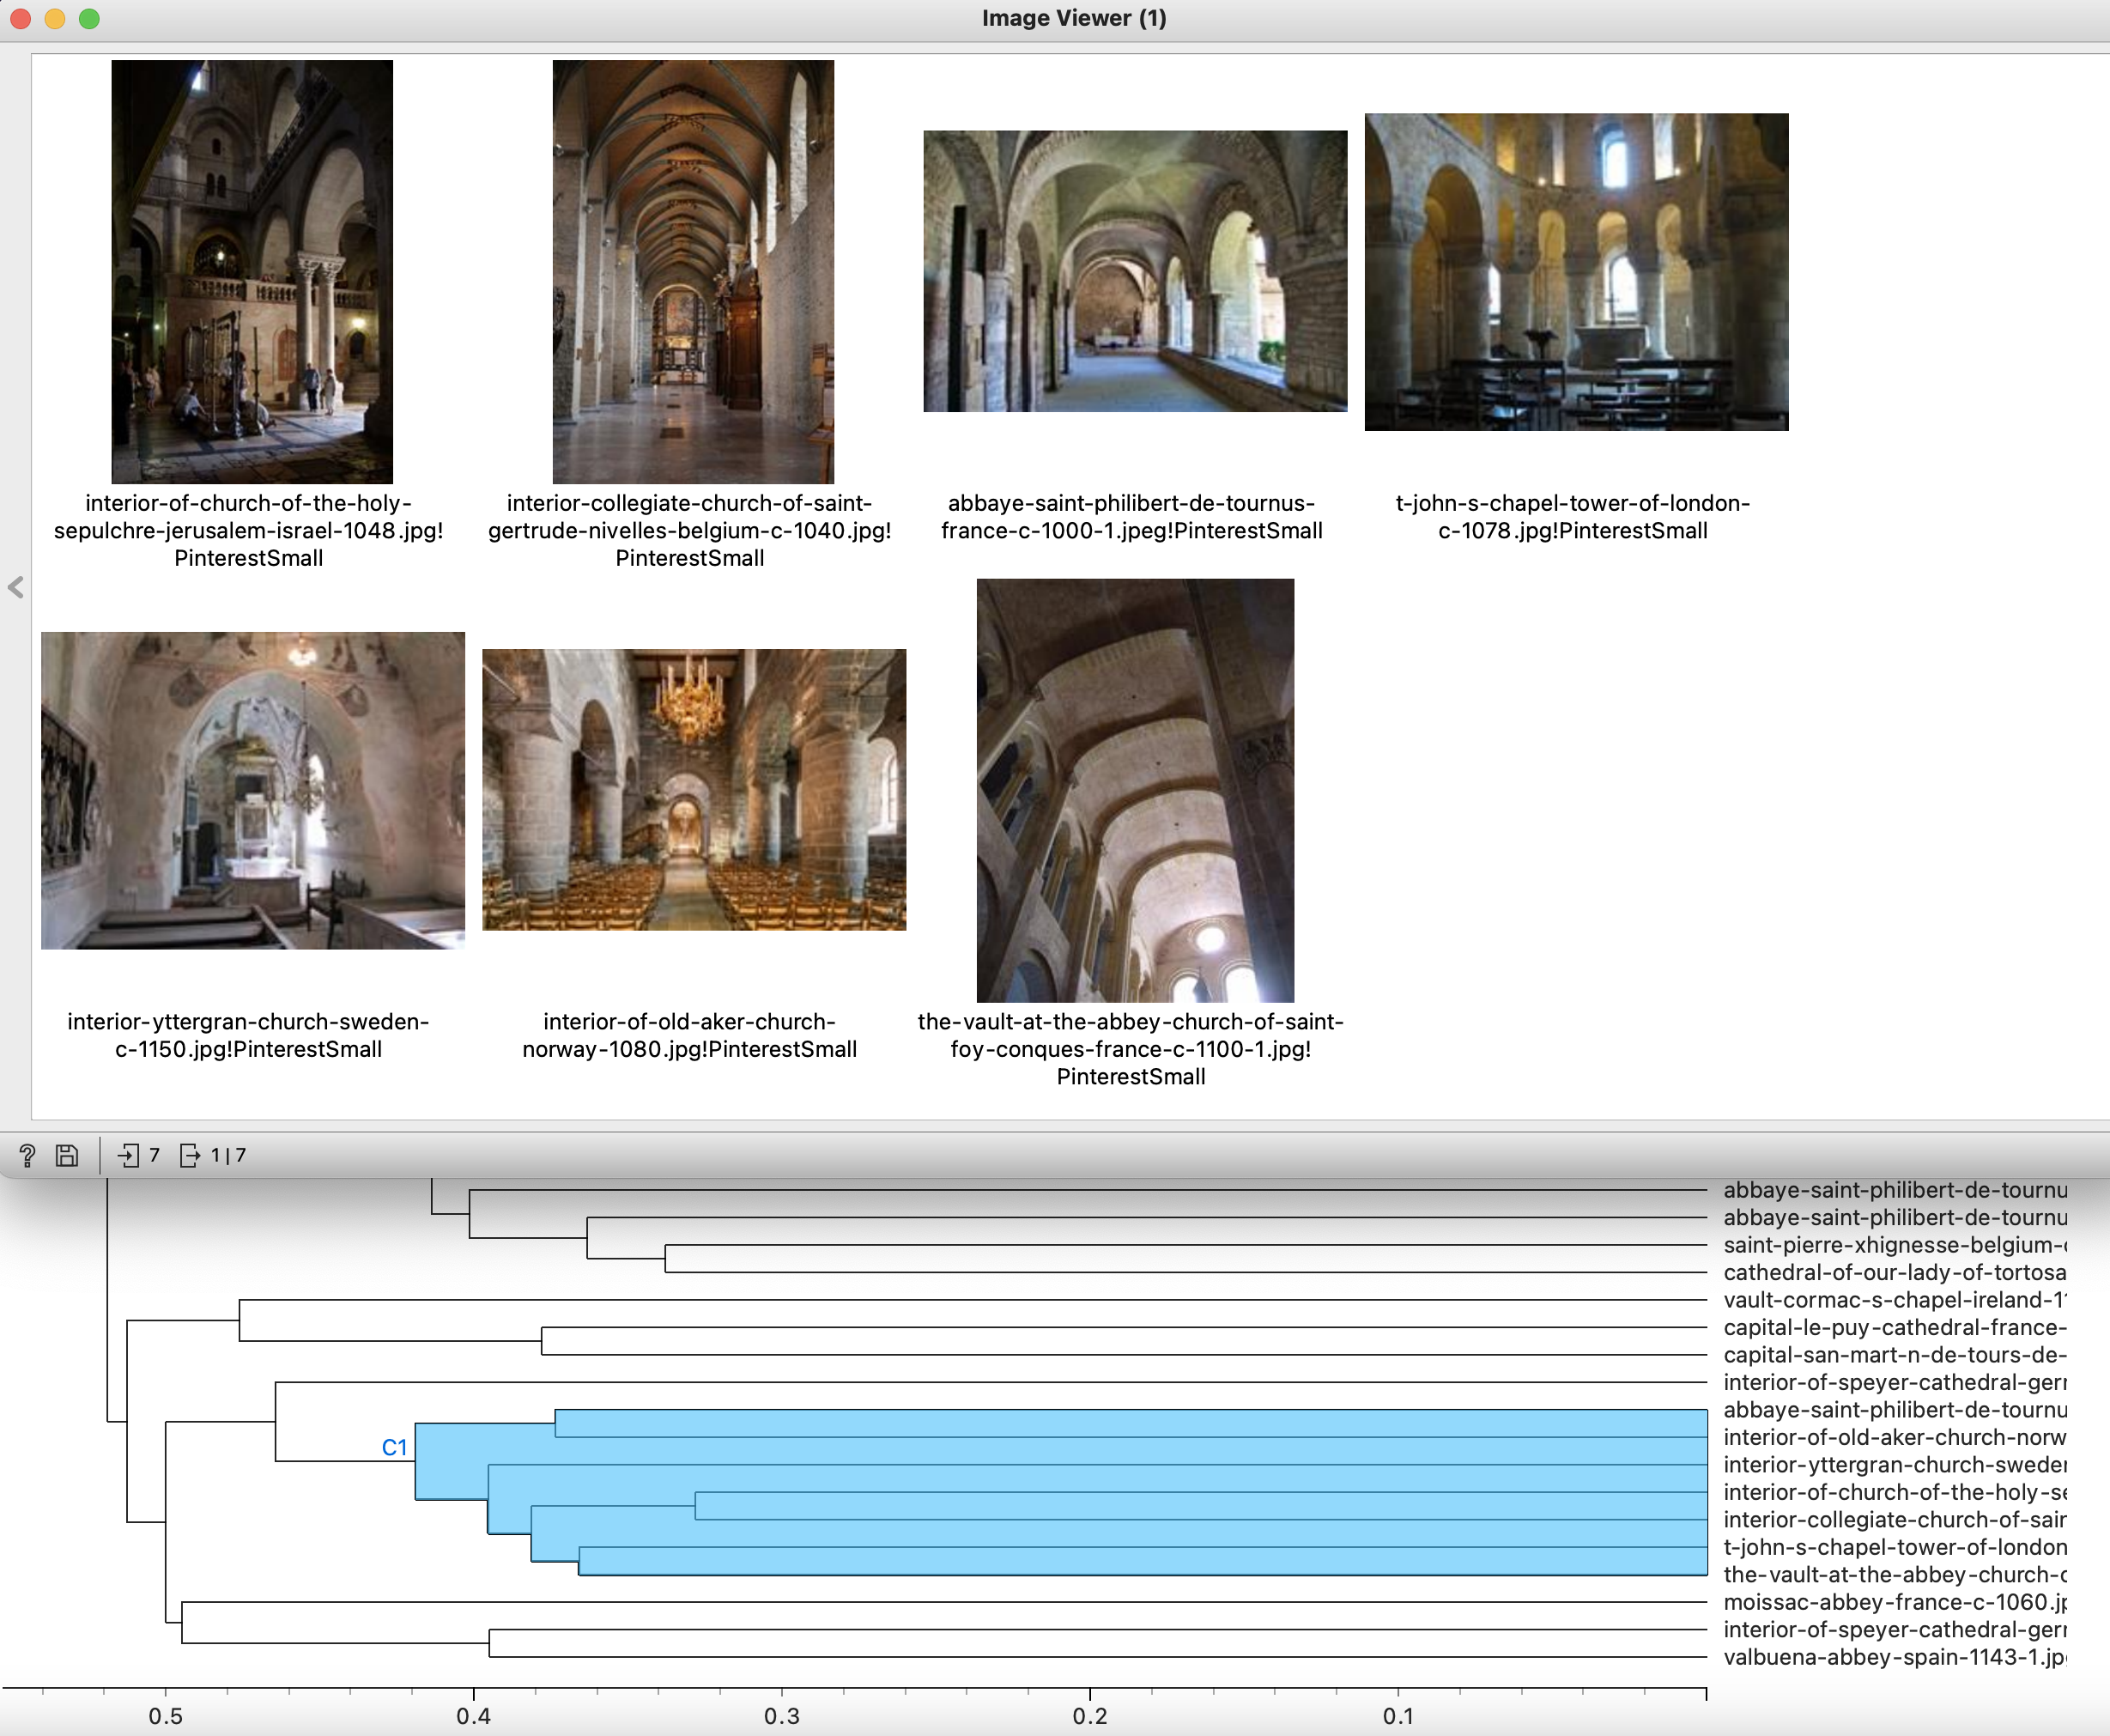 Image Viewer (1)
interior-of-church-of-the-holy-
sepulchre-jerusalem-israel-1048.jpg!
PinterestSmall
interior-collegiate-church-of-saint-
gertrude-nivelles-belgium-c-1040.jpg!
PinterestSmall
abbaye-saint-philibert-de-tournus-
france-c-1000-1.jpeg!PinterestSmall
t-john-s-chapel-tower-of-london-
c-1078.jpg!PinterestSmall
interior-yttergran-church-sweden-
c-1150.jpg!PinterestSmall
interior-of-old-aker-church-
norway-1080.jpg!PinterestSmall
the-vault-at-the-abbey-church-of-saint-
foy-conques-france-c-1100-1.jpg!
PinterestSmall
? 7 1|7
abbaye-saint-philibert-de-tournu
abbaye-saint-philibert-de-tournu
saint-pierre-xhignesse-belgium-
cathedral-of-our-lady-of-tortosa
vault-cormac-s-chapel-ireland-1
capital-le-puy-cathedral-france-
capital-san-mart-n-de-tours-de-
interior-of-speyer-cathedral-ger
abbaye-saint-philibert-de-tournu
C1
interior-of-old-aker-church-norw
interior-yttergran-church-swede
interior-of-church-of-the-holy-se
interior-collegiate-church-of-sai
t-john-s-chapel-tower-of-london
the-vault-at-the-abbey-church-
moissac-abbey-france-c-1060.j
interior-of-speyer-cathedral-ger
valbuena-abbey-spain-1143-1.jp
0.5 0.4 0.3 0.2 0.1